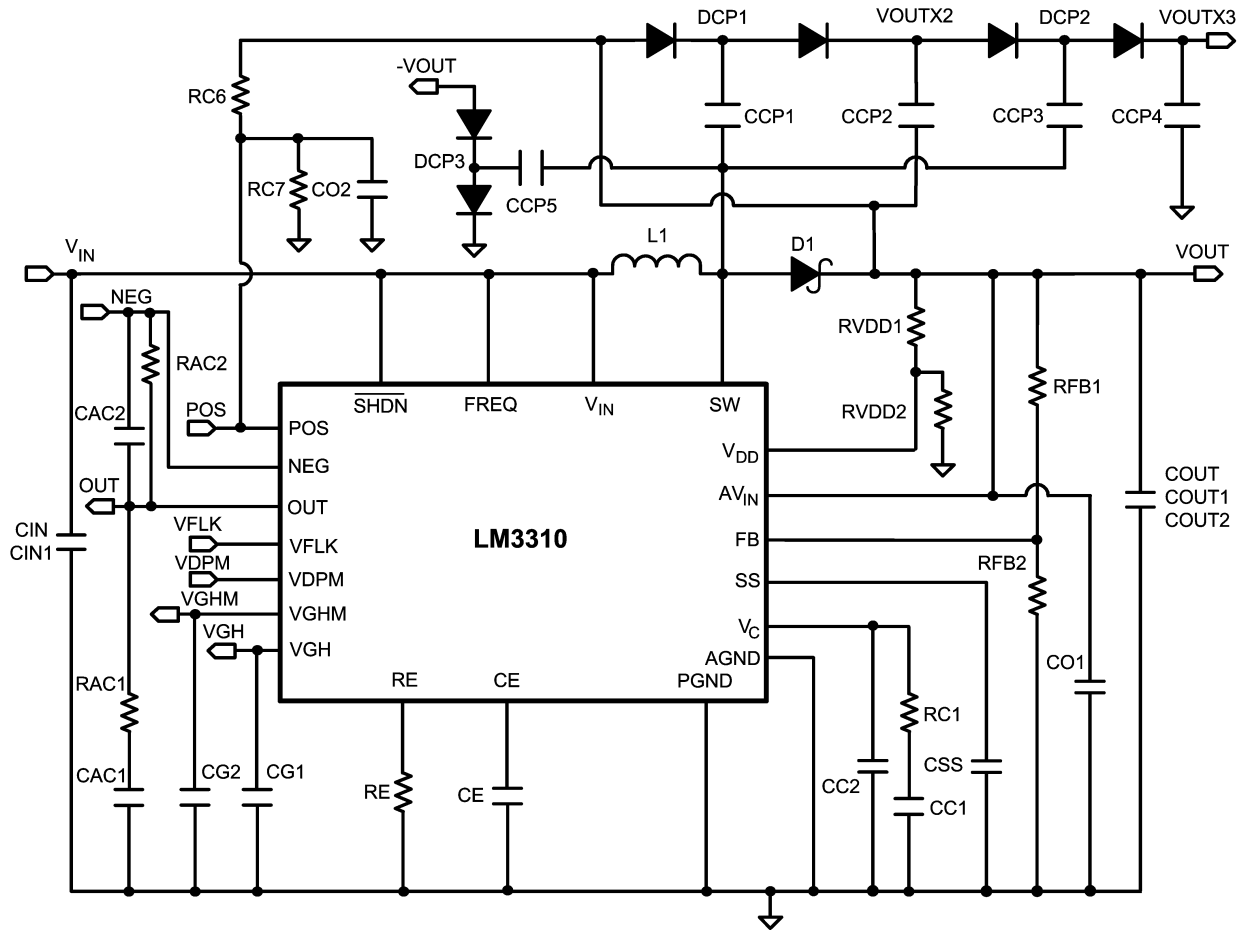 DCP1
VOUTX2
DCP2
VOUTX3
-VOUT
RC6
CCP1
CCP2
CCP3
CCP4
DCP3
RC7
CO2
CCP5
VIN
L1
D1
VOUT
NEG
RVDD1
RAC2
RFB1
CAC2
POS
SHDN
FREQ
VIN
SW
RVDD2
POS
VDD
NEG
AVIN
COUT
COUT1
COUT2
OUT
OUT
CIN
CIN1
VFLK
VFLK
LM3310
FB
RFB2
VDPM
VDPM
SS
VGHM
VGHM
VC
VGH
VGH
AGND
CO1
RAC1
RE
CE
PGND
RC1
CAC1
CG2
CG1
RE
CE
CC2
CSS
CC1